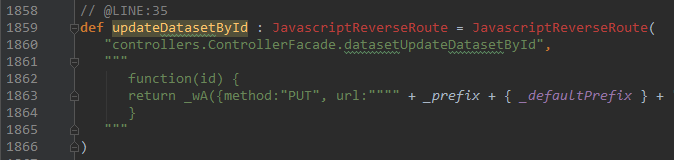 1858 // @LINE:35
1859 def updateDatasetById : JavascriptReverseRoute = JavascriptReverseRoute(
1860 "controllers.ControllerFacade.datasetUpdateDatasetById",
1861 """
1862 function(id) {
1863 return _wA({method:"PUT", url:"""" + _prefix + { _defaultPrefix } + "
1864 }
1865 """
1866 )